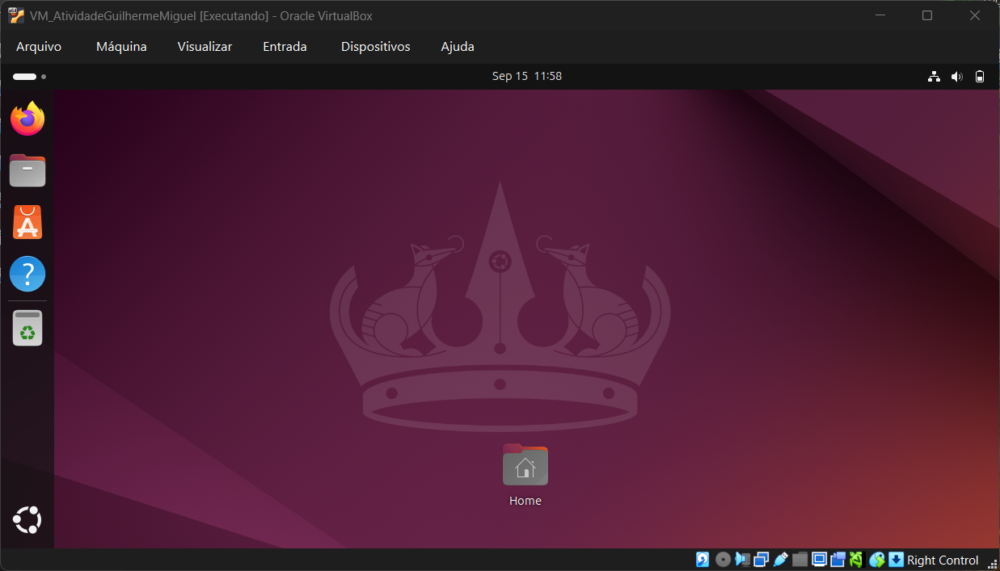 VM_AtividadeGuilhermeMiguel [Executando] - Oracle VirtualBox
Arquivo Máquina Visualizar Entrada Dispositivos Ajuda
Sep 15 11:58
Home
Right Control